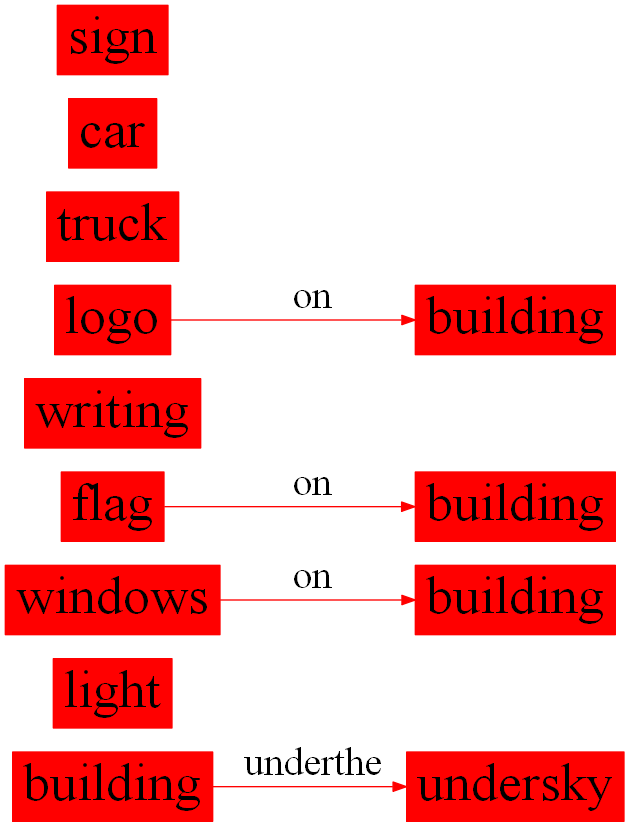 sign
car
truck
logo on building
writing
flag on building
windows on building
light
building underthe undersky